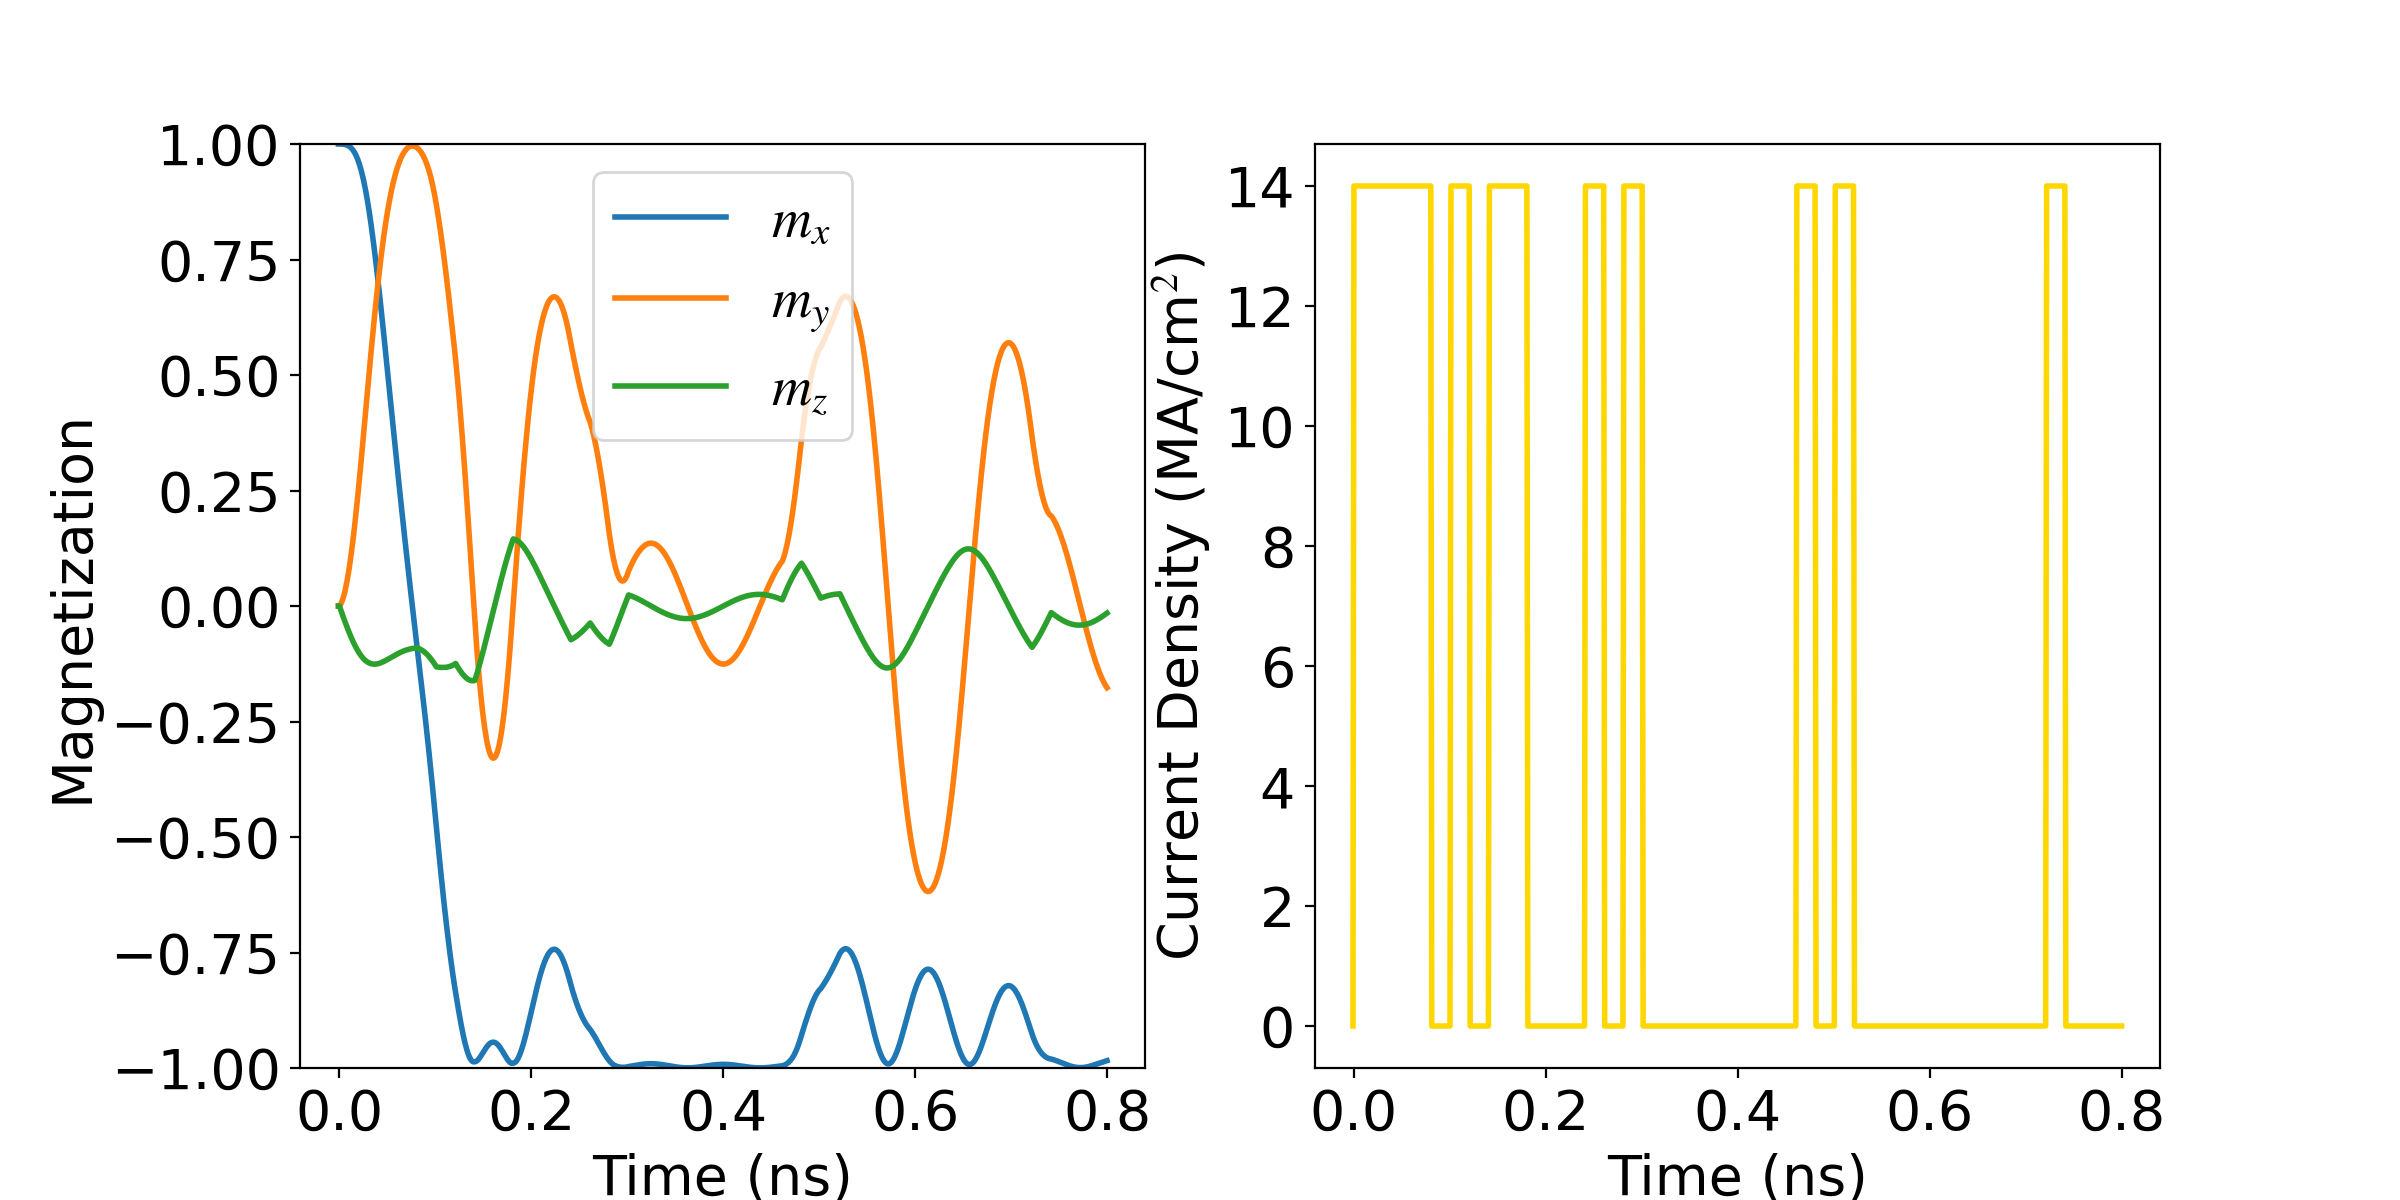 Magnetization
1.00
0.75
0.50
0.25
0.00
−0.25
−0.50
−0.75
−1.00
0.0 0.2 0.4 0.6 0.8
Time (ns)
m_x
m_y
m_z
Current Density (MA/cm²)
14
12
10
8
6
4
2
0
0.0 0.2 0.4 0.6 0.8
Time (ns)